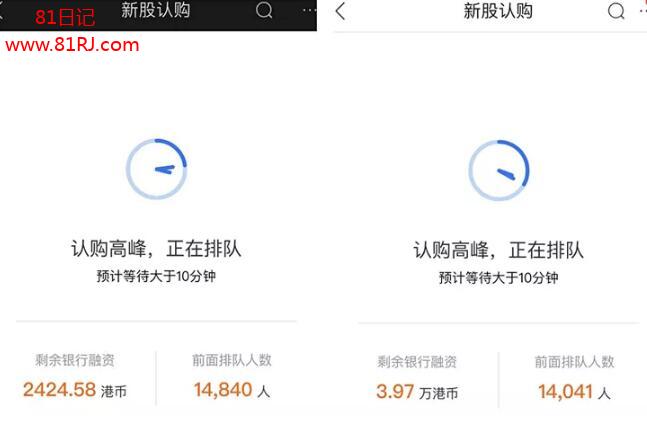 81日记
www.81RJ.com
新股认购
认购高峰，正在排队
预计等待大于10分钟
剩余银行融资
前面排队人数
2424.58 港币
14,840 人
新股认购
认购高峰，正在排队
预计等待大于10分钟
剩余银行融资
前面排队人数
3.97 万港币
14,041 人